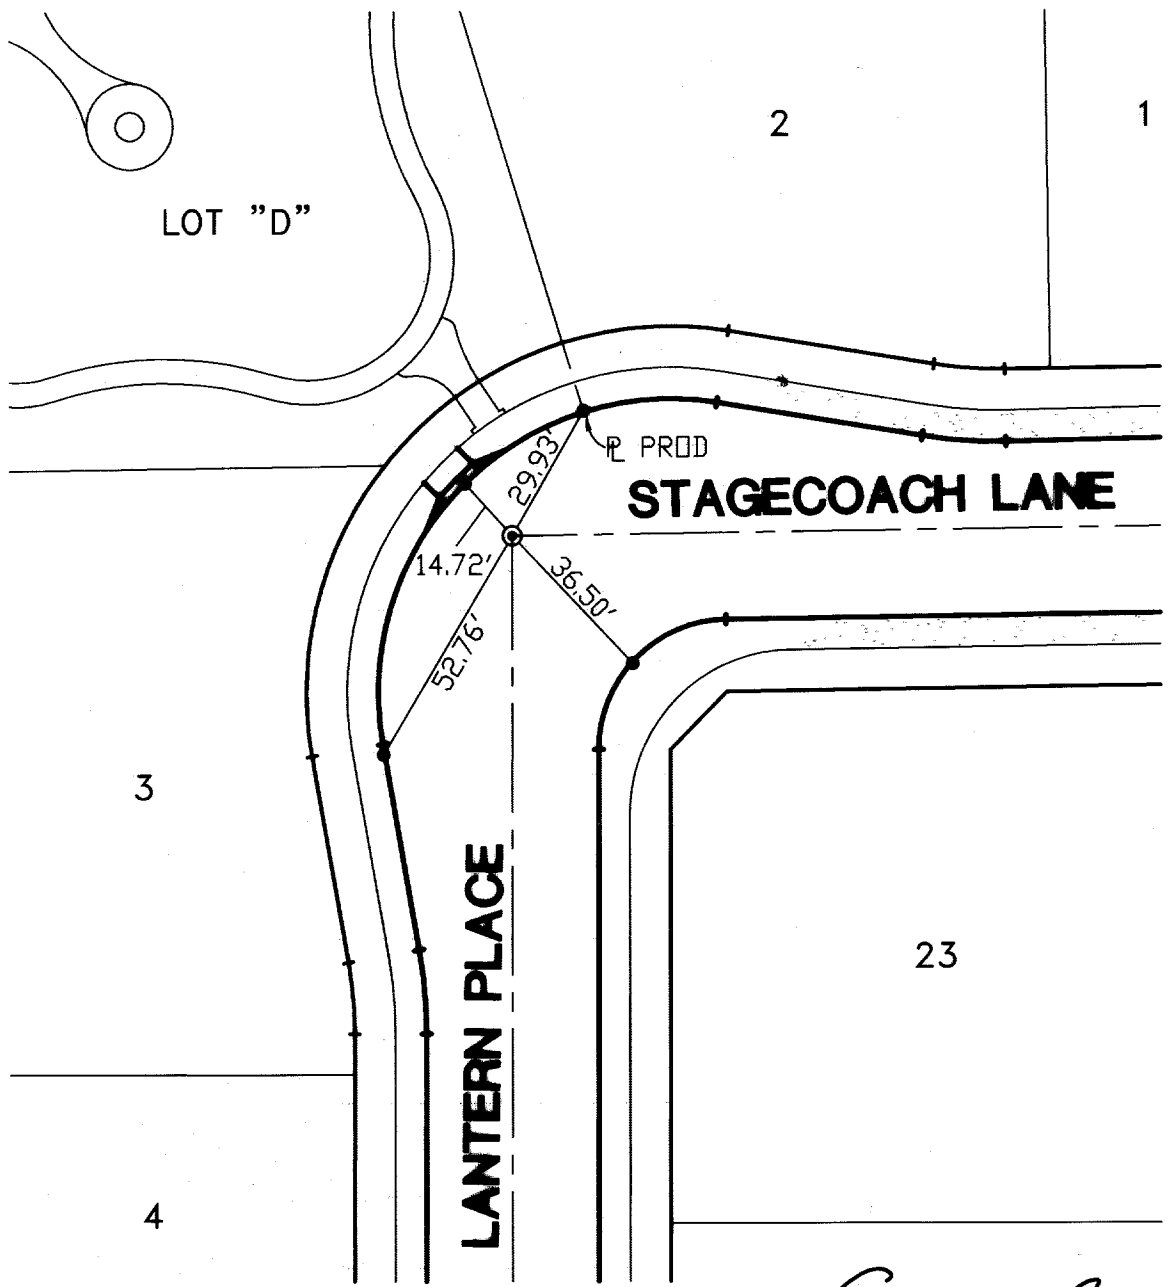 2
1
LOT "D"
29.93'
℄ PROD
STAGECOACH LANE
14.72'
36.50'
52.76'
3
LANTERN PLACE
23
4